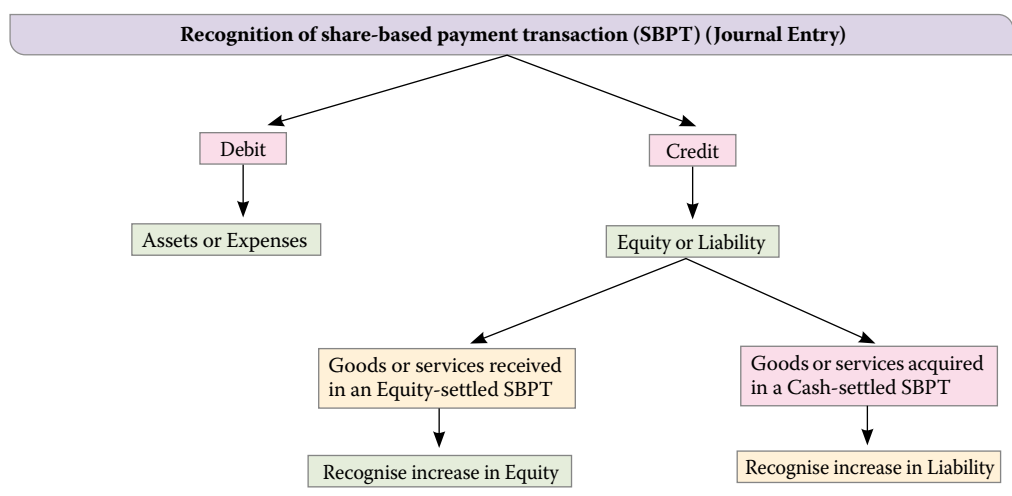 Recognition of share-based payment transaction (SBPT) (Journal Entry)
Debit
Credit
Assets or Expenses
Equity or Liability
Goods or services received
in an Equity-settled SBPT
Goods or services acquired
in a Cash-settled SBPT
Recognise increase in Equity
Recognise increase in Liability